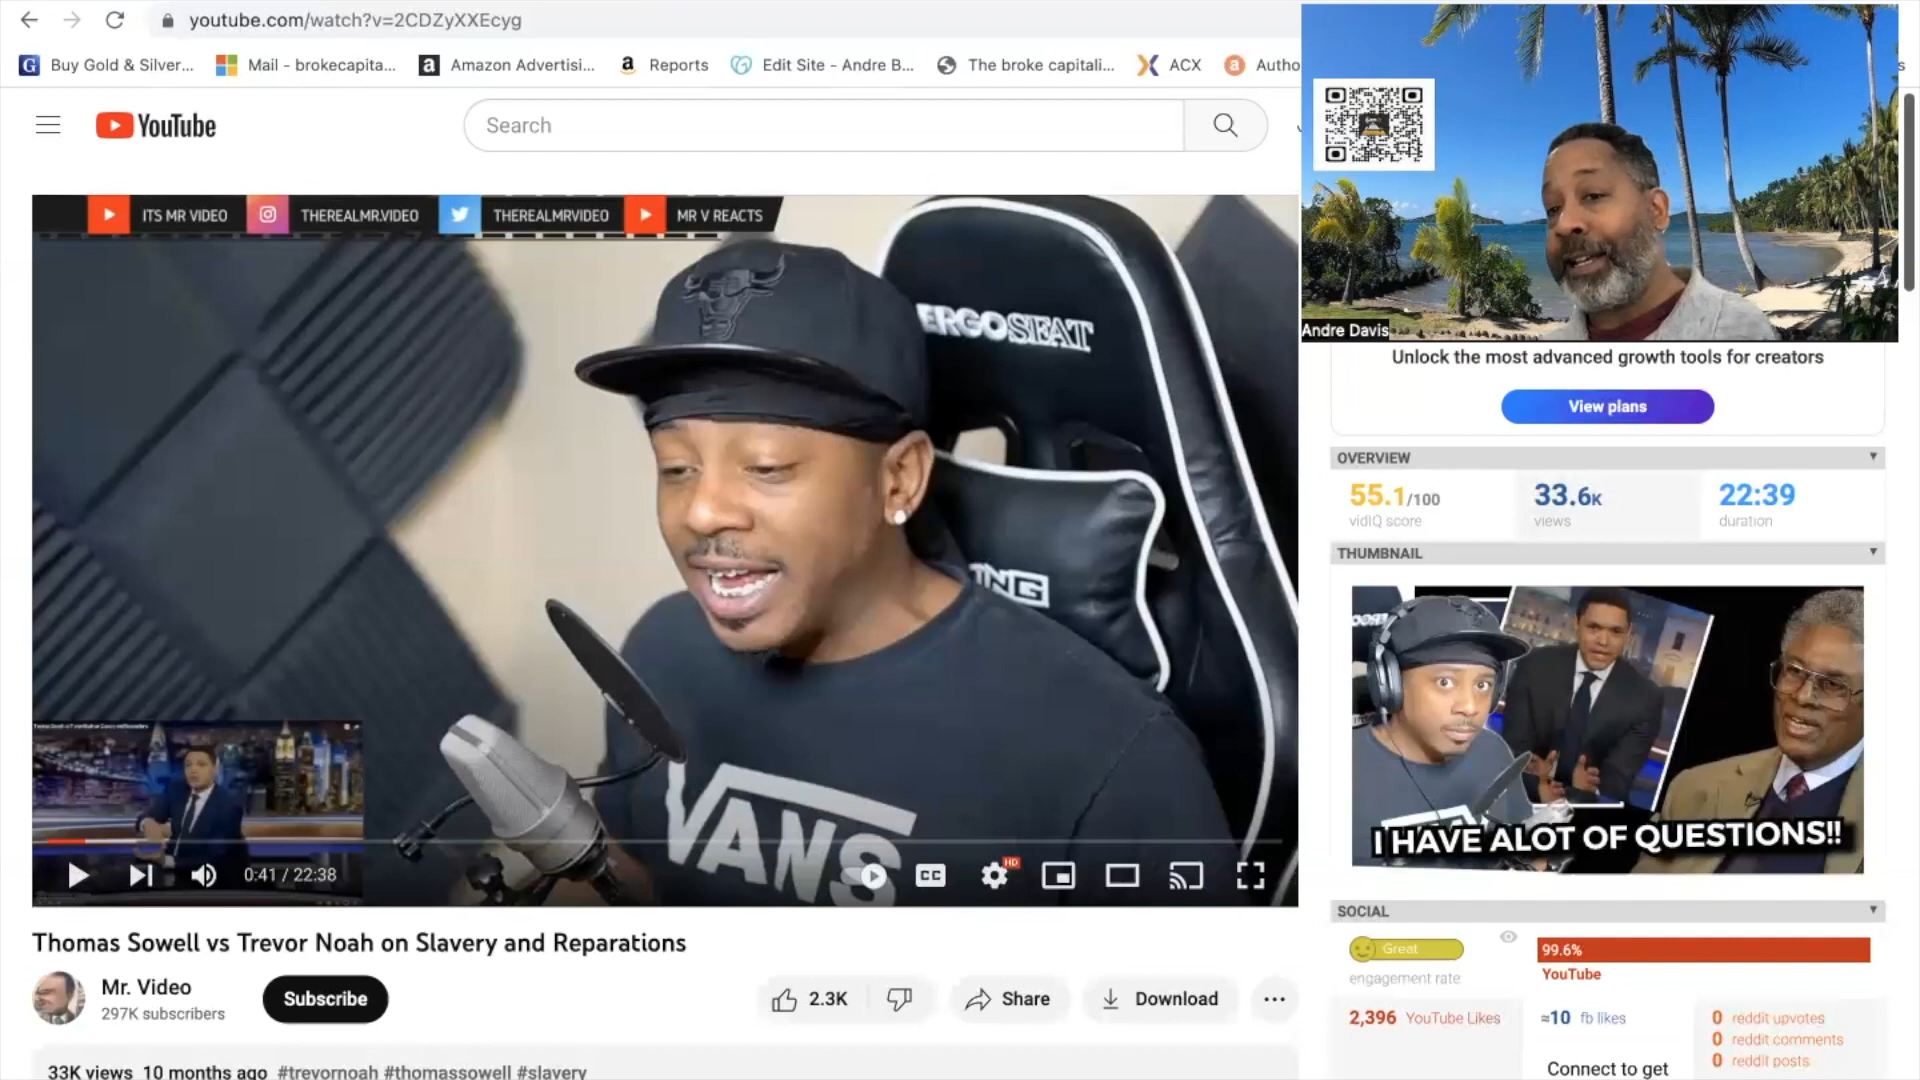 youtube.com/watch?v=2CDZyXXEcyg
Buy Gold & Silver...
Mail - brokecapita...
Amazon Advertisi...
Reports
Edit Site - Andre B...
The broke capitali...
ACX
Autho
YouTube
Search
ITS MR VIDEO
THEREALMR.VIDEO
THEREALMRVIDEO
MR V REACTS
ERGOSEAT
ING
VANS
0:41 / 22:38
CC
HD
Andre Davis
Unlock the most advanced growth tools for creators
View plans
OVERVIEW
55.1/100
vidIQ score
33.6K
views
22:39
duration
THUMBNAIL
I HAVE ALOT OF QUESTIONS!!
SOCIAL
Great
engagement rate
99.6%
YouTube
2,396 YouTube Likes
≈10 fb likes
0 reddit upvotes
0 reddit comments
0 reddit posts
Connect to get
Thomas Sowell vs Trevor Noah on Slavery and Reparations
Mr. Video
297K subscribers
Subscribe
2.3K
Share
Download
33K views 10 months ago #trevornoah #thomassowell #slavery